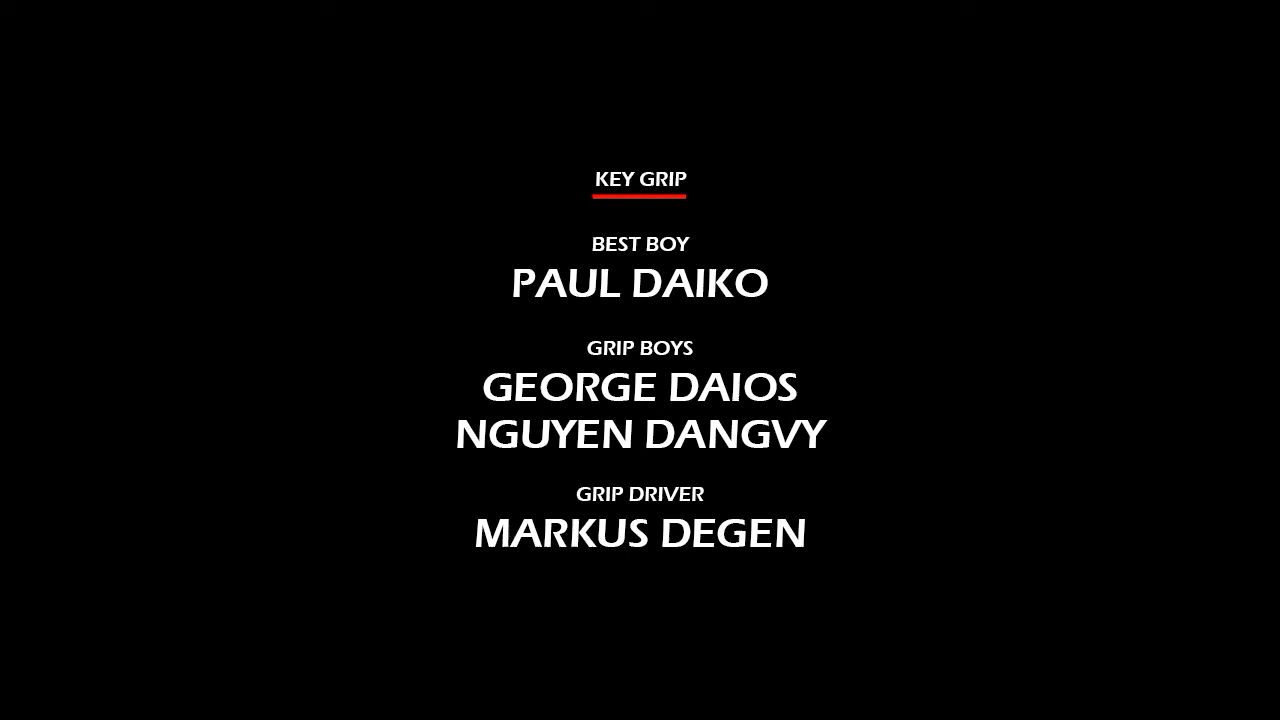 KEY GRIP
BEST BOY
PAUL DAIKO
GRIP BOYS
GEORGE DAIOS
NGUYEN DANGVY
GRIP DRIVER
MARKUS DEGEN